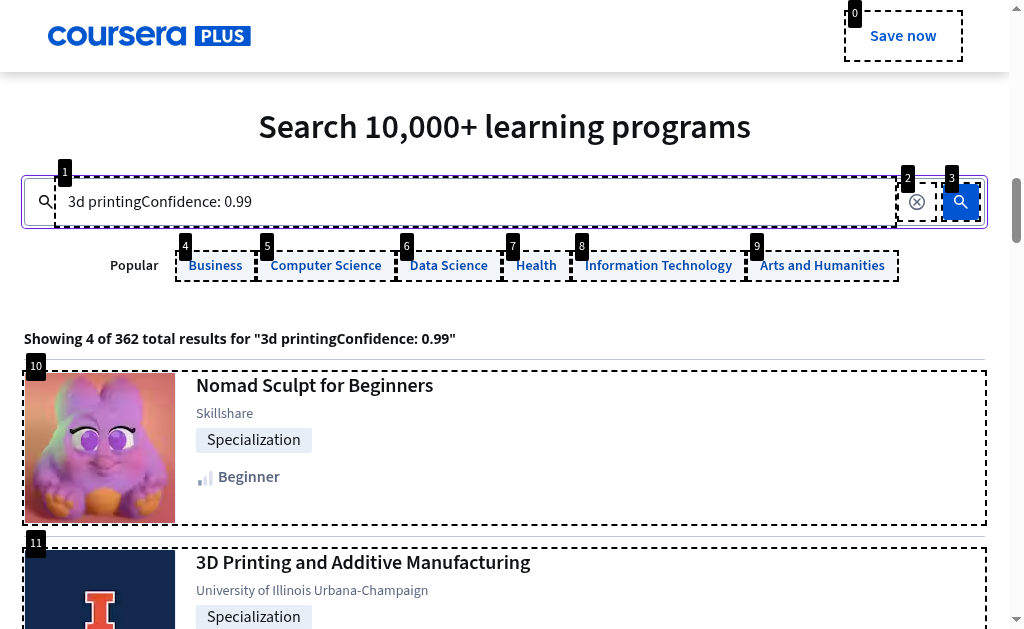 coursera PLUS
0
Save now
Search 10,000+ learning programs
1
3d printingConfidence: 0.99
2
3
Popular
4
Business
5
Computer Science
6
Data Science
7
Health
8
Information Technology
9
Arts and Humanities
Showing 4 of 362 total results for "3d printingConfidence: 0.99"
10
Nomad Sculpt for Beginners
Skillshare
Specialization
Beginner
11
3D Printing and Additive Manufacturing
University of Illinois Urbana-Champaign
Specialization